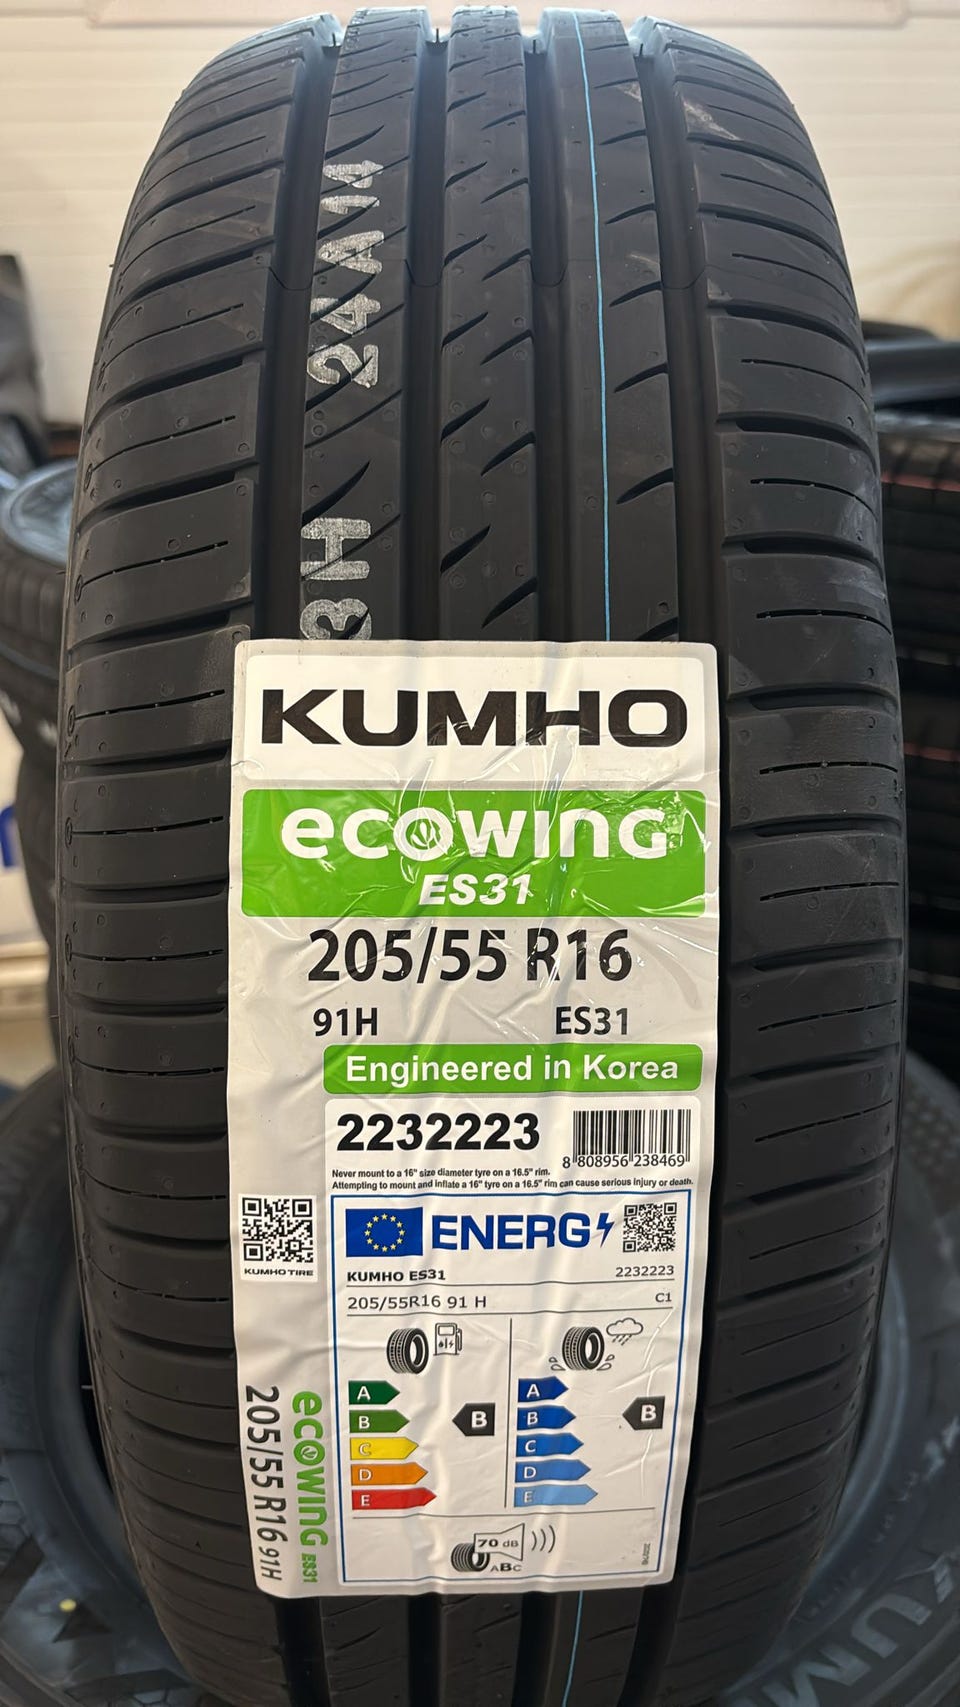 24A11
3H
KUMHO
ecowing
ES31
205/55 R16
91H ES31
Engineered in Korea
2232223
8 808956 238469
Never mount to a 16" size diameter tyre on a 16.5" rim.
Attempting to mount and inflate a 16" tyre on a 16.5" rim can cause serious injury or death.
KUMHO TIRE
ENERG
KUMHO ES31 2232223
205/55R16 91 H C1
A A
B B B B
C C
D D
E E
70 dB
ABC
ecowing ES31
205/55 R16 91H